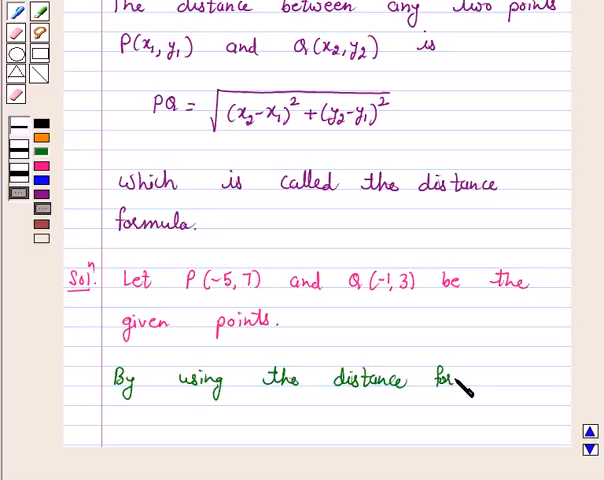 The distance between any two points
P(x₁, y₁) and Q(x₂, y₂) is
PQ = √(x₂-x₁)² + (y₂-y₁)²
which is called the distance
formula.
Solⁿ. Let P(-5, 7) and Q(-1, 3) be the
given points.
By using the distance for